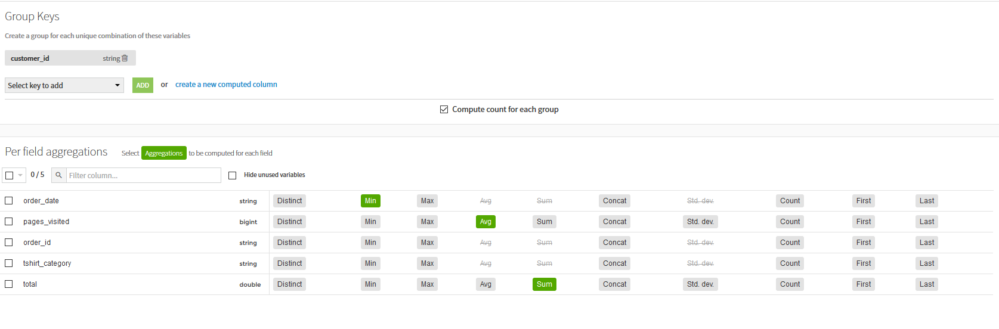 Group Keys
Create a group for each unique combination of these variables
customer_id string
Select key to add ADD or create a new computed column
Compute count for each group
Per field aggregations Select Aggregations to be computed for each field
0 / 5 Filter column... Hide unused variables
order_date string Distinct Min Max Avg Sum Concat Std. dev. Count First Last
pages_visited bigint Distinct Min Max Avg Sum Concat Std. dev. Count First Last
order_id string Distinct Min Max Avg Sum Concat Std. dev. Count First Last
tshirt_category string Distinct Min Max Avg Sum Concat Std. dev. Count First Last
total double Distinct Min Max Avg Sum Concat Std. dev. Count First Last